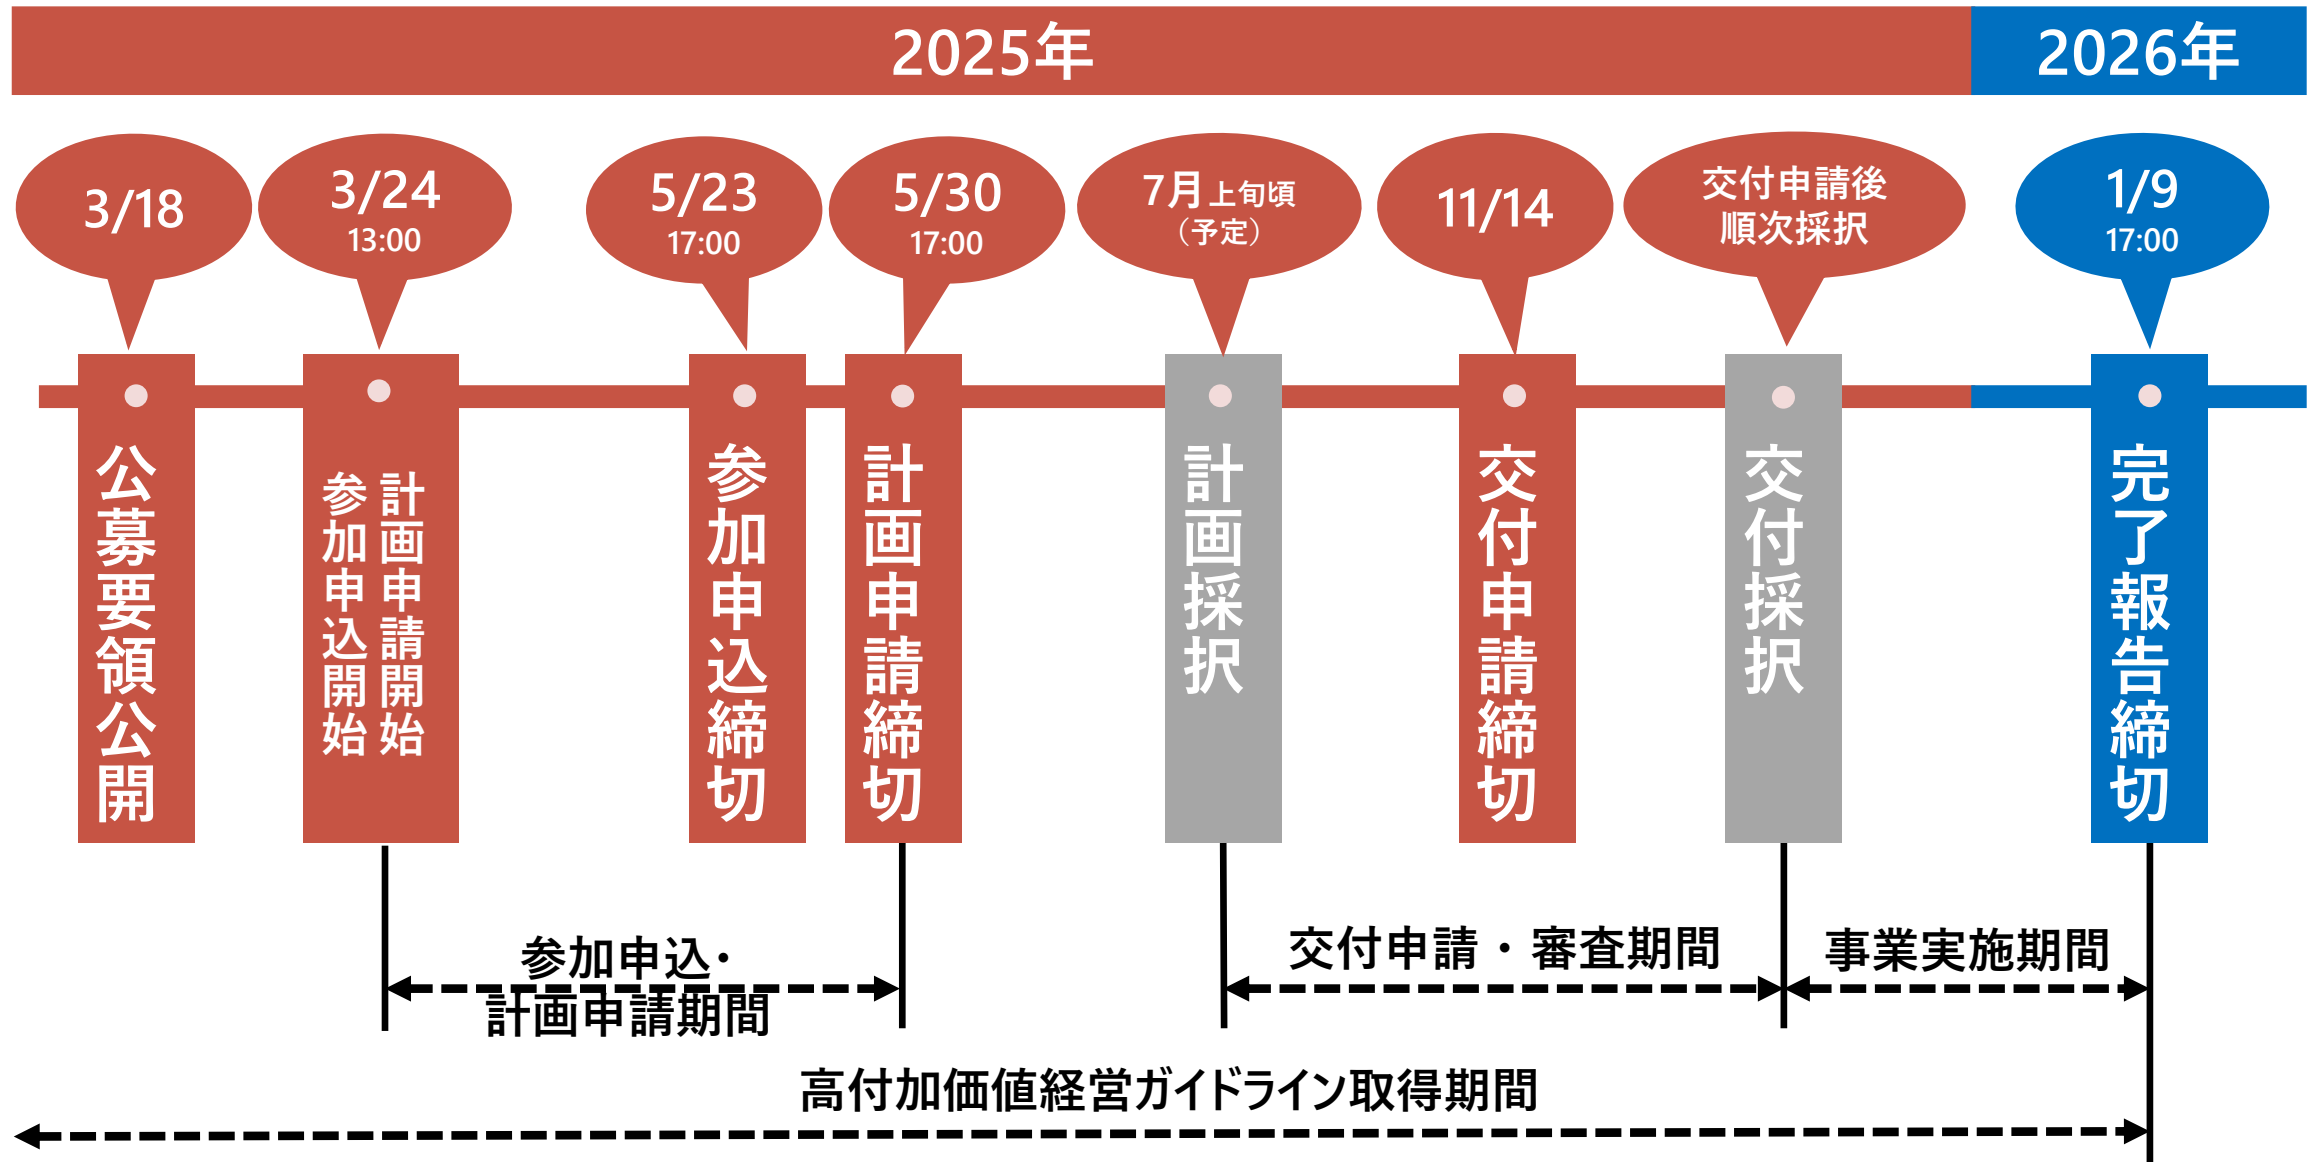 2025年
2026年
3/18
3/24
13:00
5/23
17:00
5/30
17:00
7月上旬頃
（予定）
11/14
交付申請後
順次採択
1/9
17:00
公募要領公開
計画申請開始
参加申込開始
参加申込締切
計画申請締切
計画採択
交付申請締切
交付採択
完了報告締切
参加申込・
計画申請期間
交付申請・審査期間
事業実施期間
高付加価値経営ガイドライン取得期間